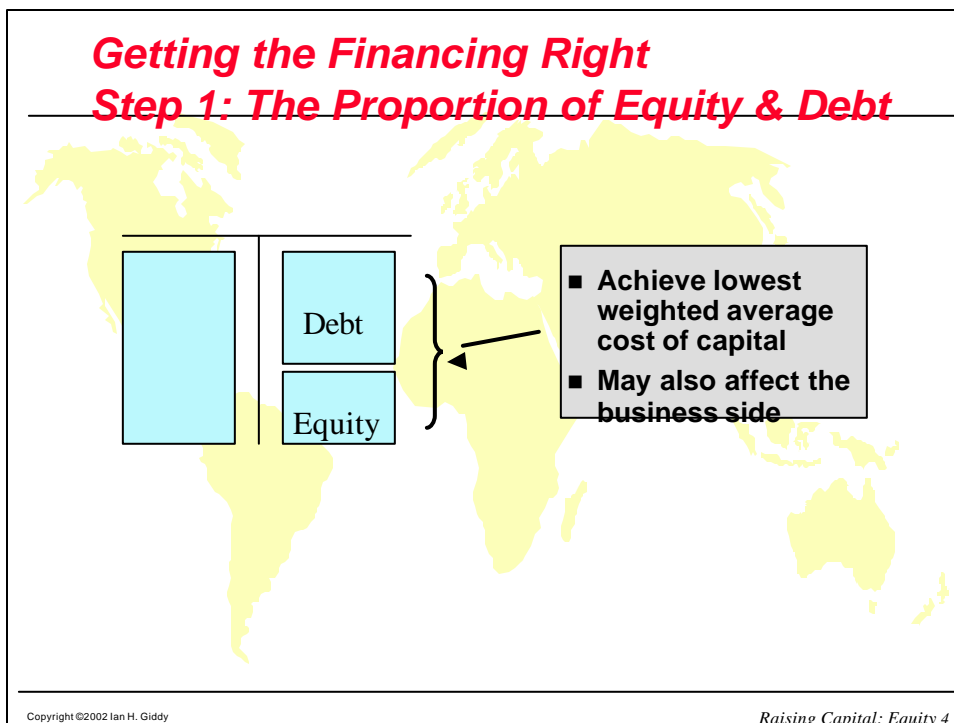 Getting the Financing Right
Step 1: The Proportion of Equity & Debt
Debt
Equity
■ Achieve lowest
weighted average
cost of capital
■ May also affect the
business side
Copyright ©2002 Ian H. Giddy
Raising Capital: Equity 4